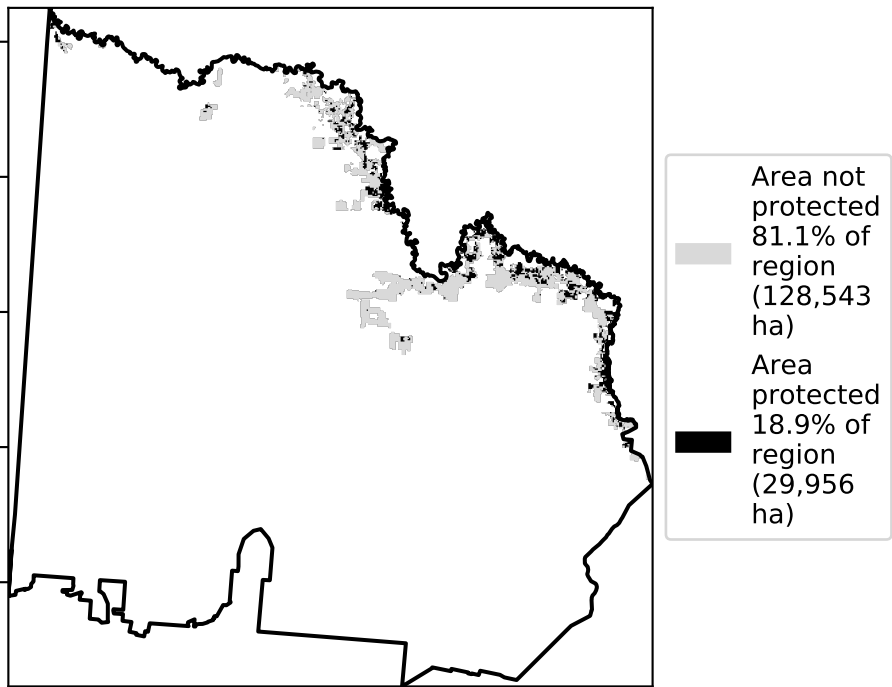 Area not
protected
81.1% of
region
(128,543
ha)
Area
protected
18.9% of
region
(29,956
ha)